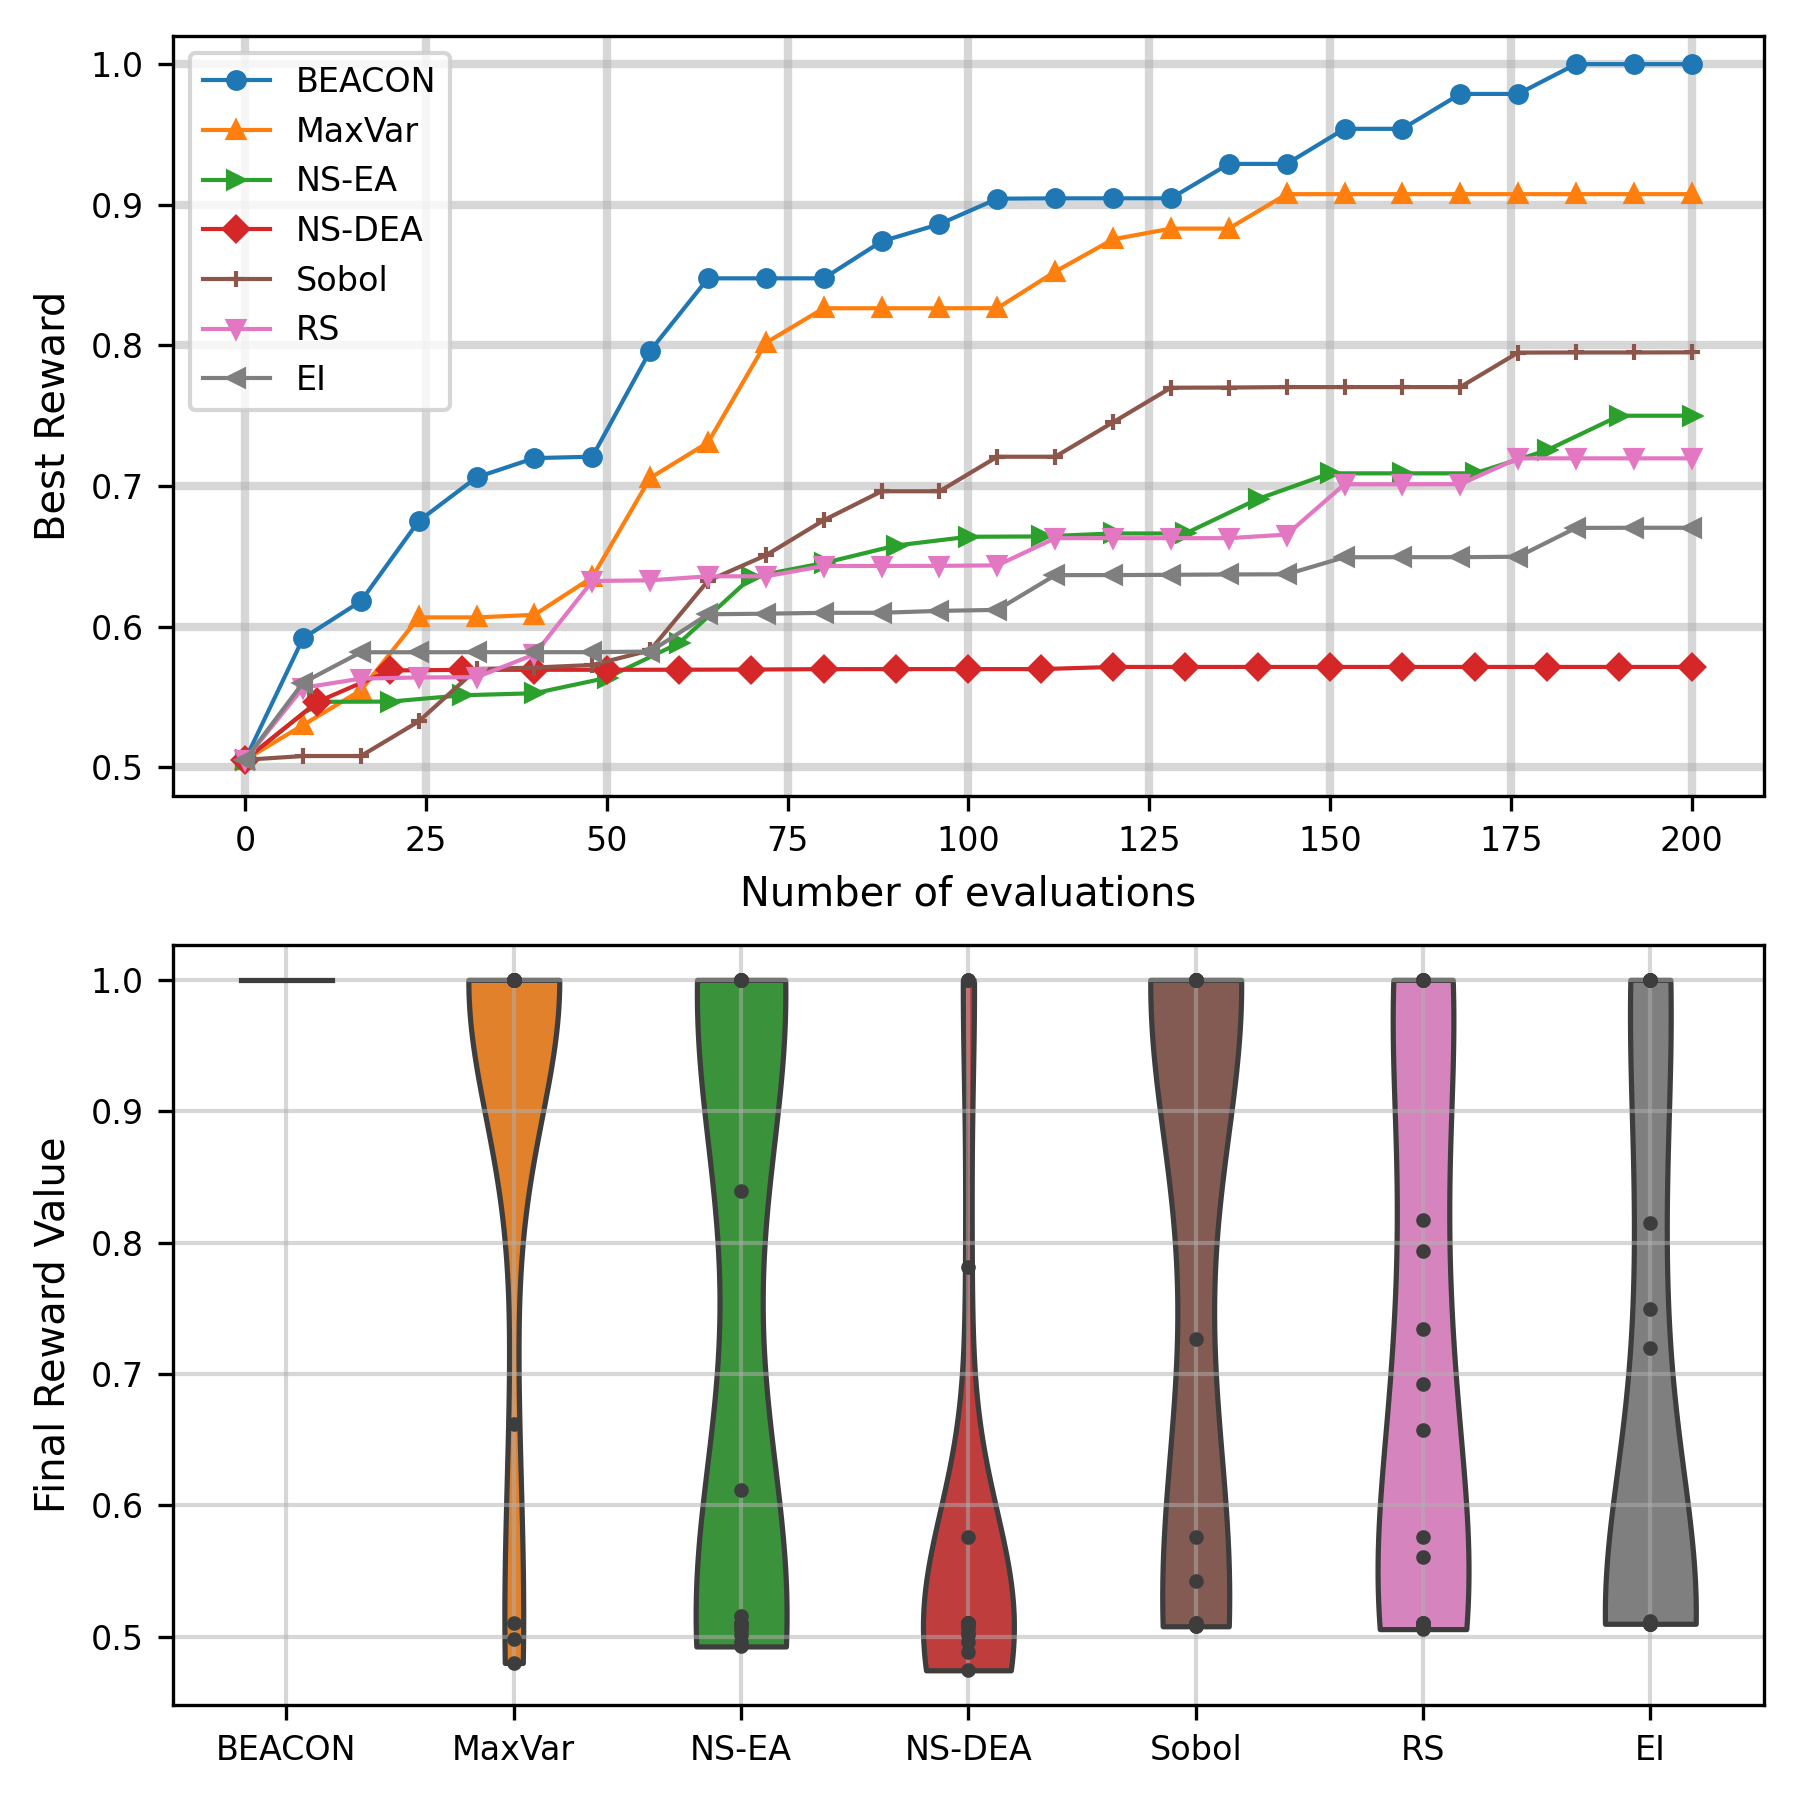 1.0
0.9
0.8
0.7
0.6
0.5
Best Reward
BEACON
MaxVar
NS-EA
NS-DEA
Sobol
RS
EI
0 25 50 75 100 125 150 175 200
Number of evaluations
1.0
0.9
0.8
0.7
0.6
0.5
Final Reward Value
BEACON MaxVar NS-EA NS-DEA Sobol RS EI